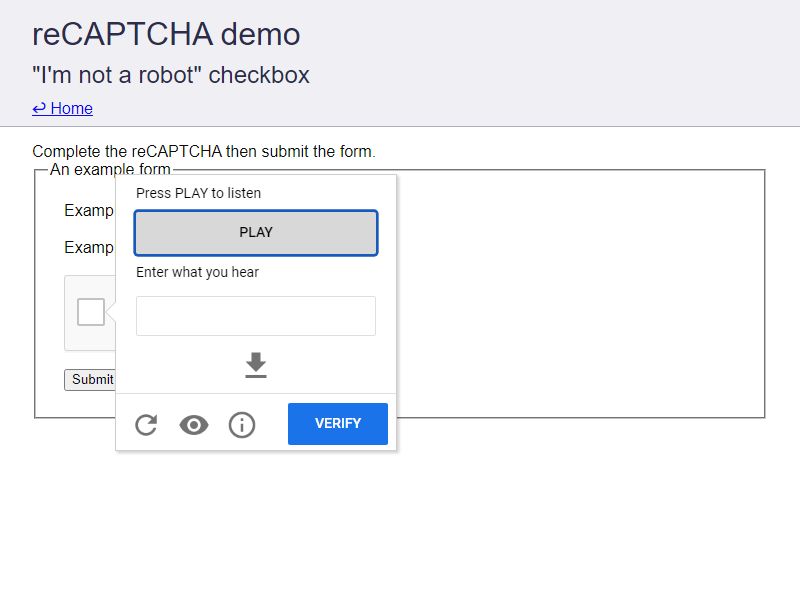 reCAPTCHA demo
"I'm not a robot" checkbox
↩ Home
Complete the reCAPTCHA then submit the form.
An example form
Examp
Examp
Submit
Press PLAY to listen
PLAY
Enter what you hear
VERIFY